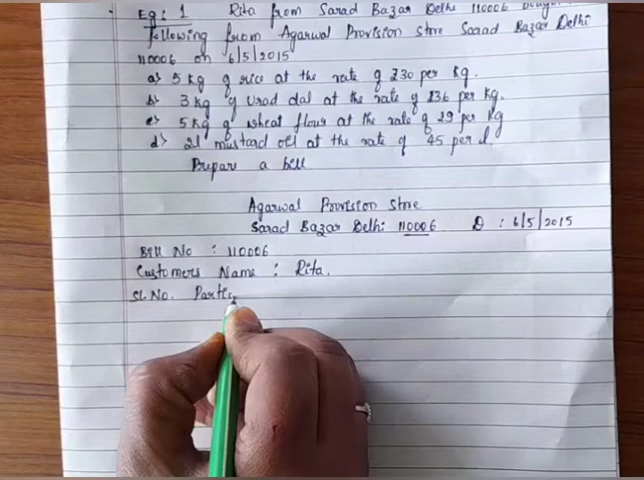 Eg: 1 Rita from Sarad Bazar Delhi 110006
following from Agarwal Provision store Sarad Bazar Delhi
110006 on 6/5/2015
a) 5 kg of rice at the rate of ₹30 per kg.
b) 3 kg of Urad dal at the rate of ₹36 per kg.
c) 5 kg of wheat flour at the rate of 29 per kg
d) 2l mustard oil at the rate of 45 per l.
Prepare a bill
Agarwal Provision Store
Sarad Bazar Delhi 110006 D : 6/5/2015
Bill No : 110006
Customers Name : Rita.
Sl. No. Partic